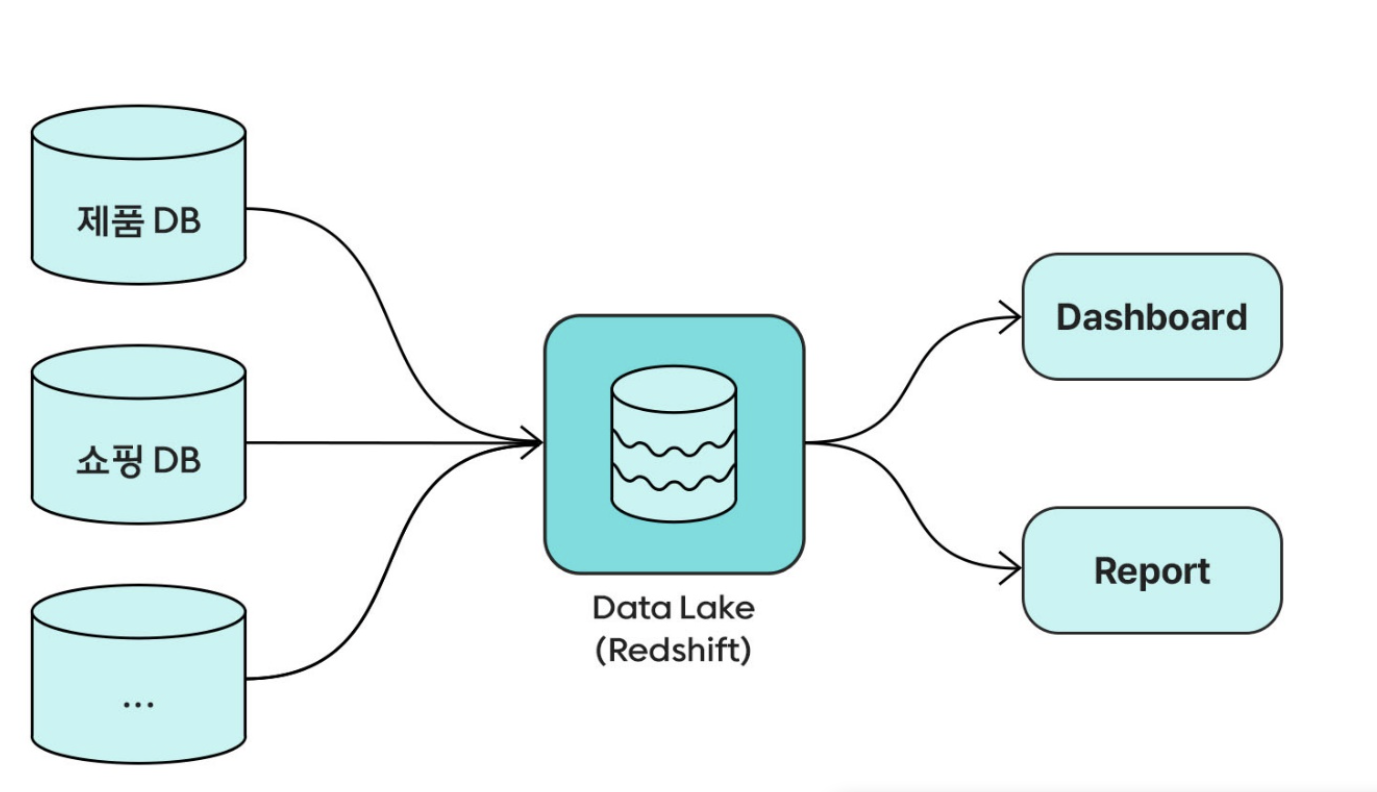 제품 DB
쇼핑 DB
...
Data Lake
(Redshift)
Dashboard
Report